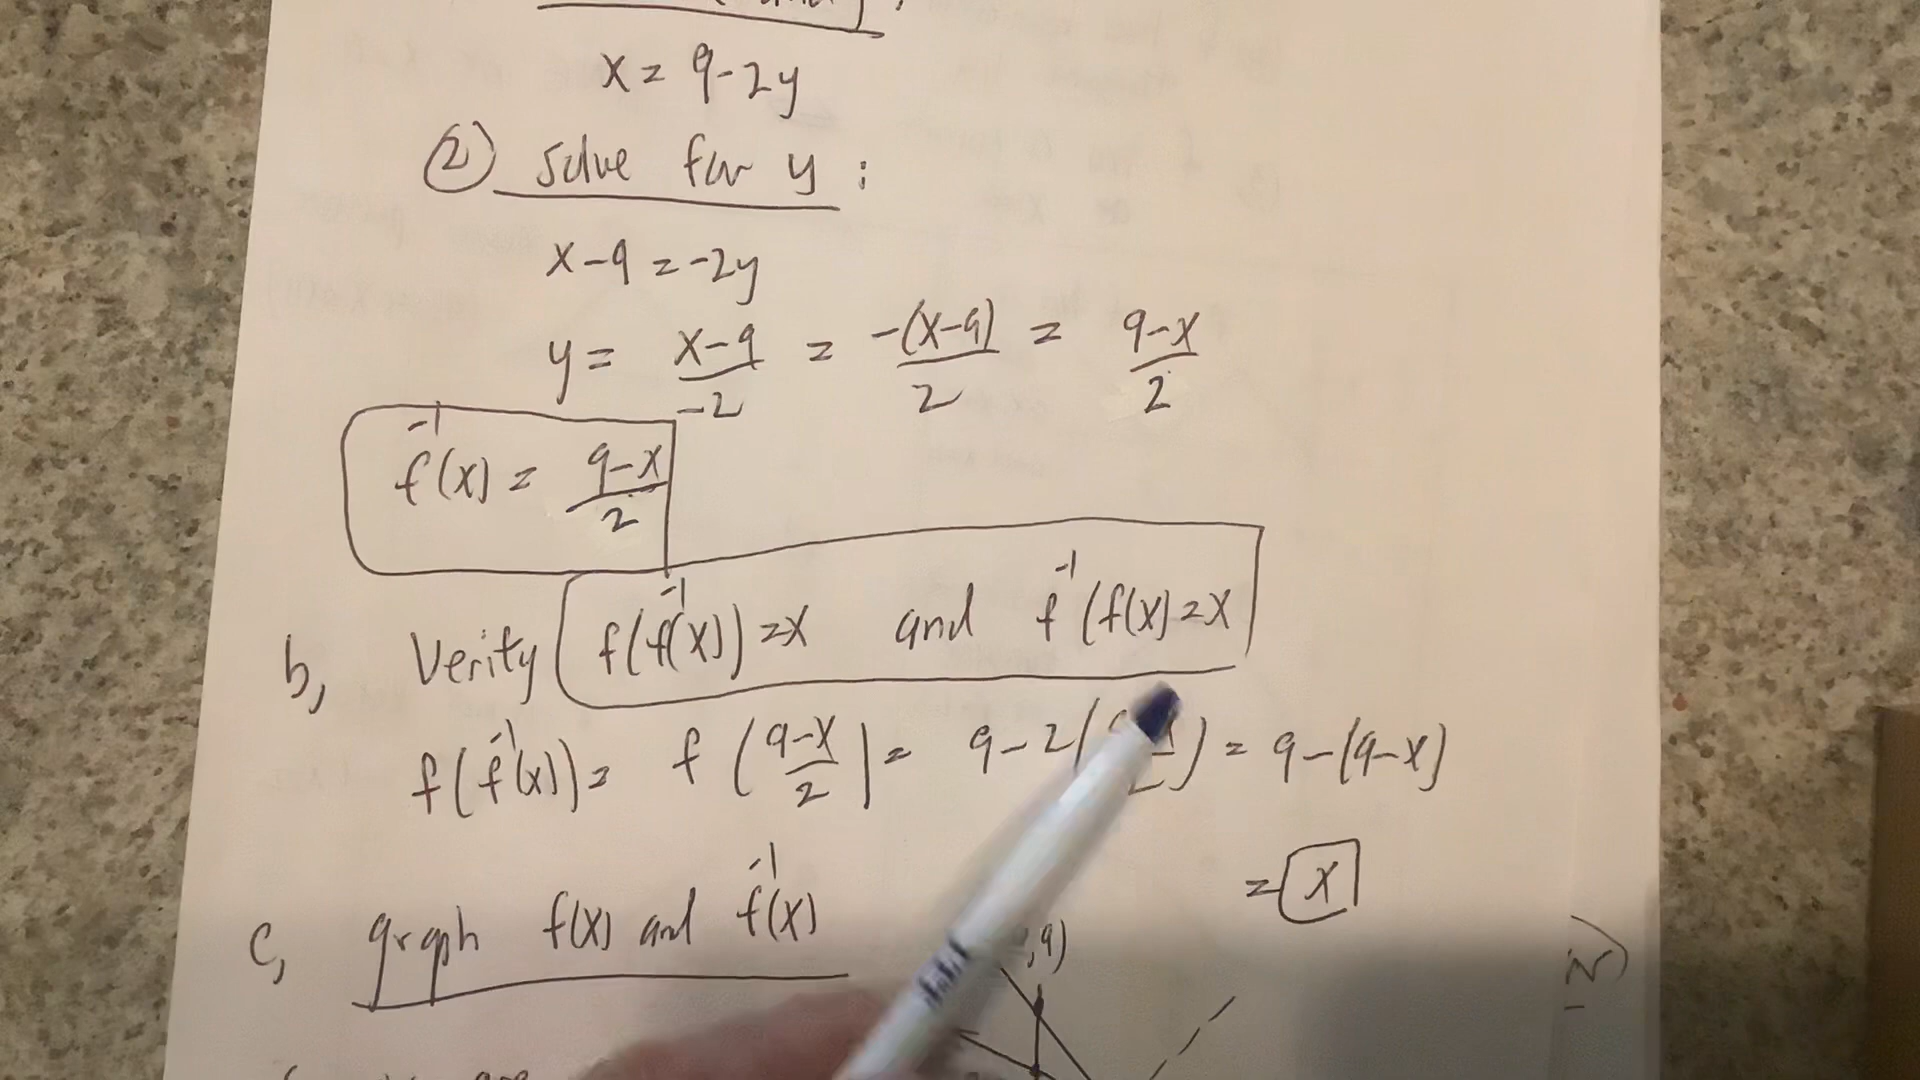 x = 9-2y
② solve for y :
x-9 = -2y
y = x-9/-2 = -(x-9)/2 = 9-x/2
f⁻¹(x) = 9-x/2
b, Verify f(f⁻¹(x))=x and f⁻¹(f(x)=x
f(f⁻¹(x)) = f(9-x/2) = 9-2( ) = 9-(9-x)
= x
c, graph f(x) and f⁻¹(x)
,9)